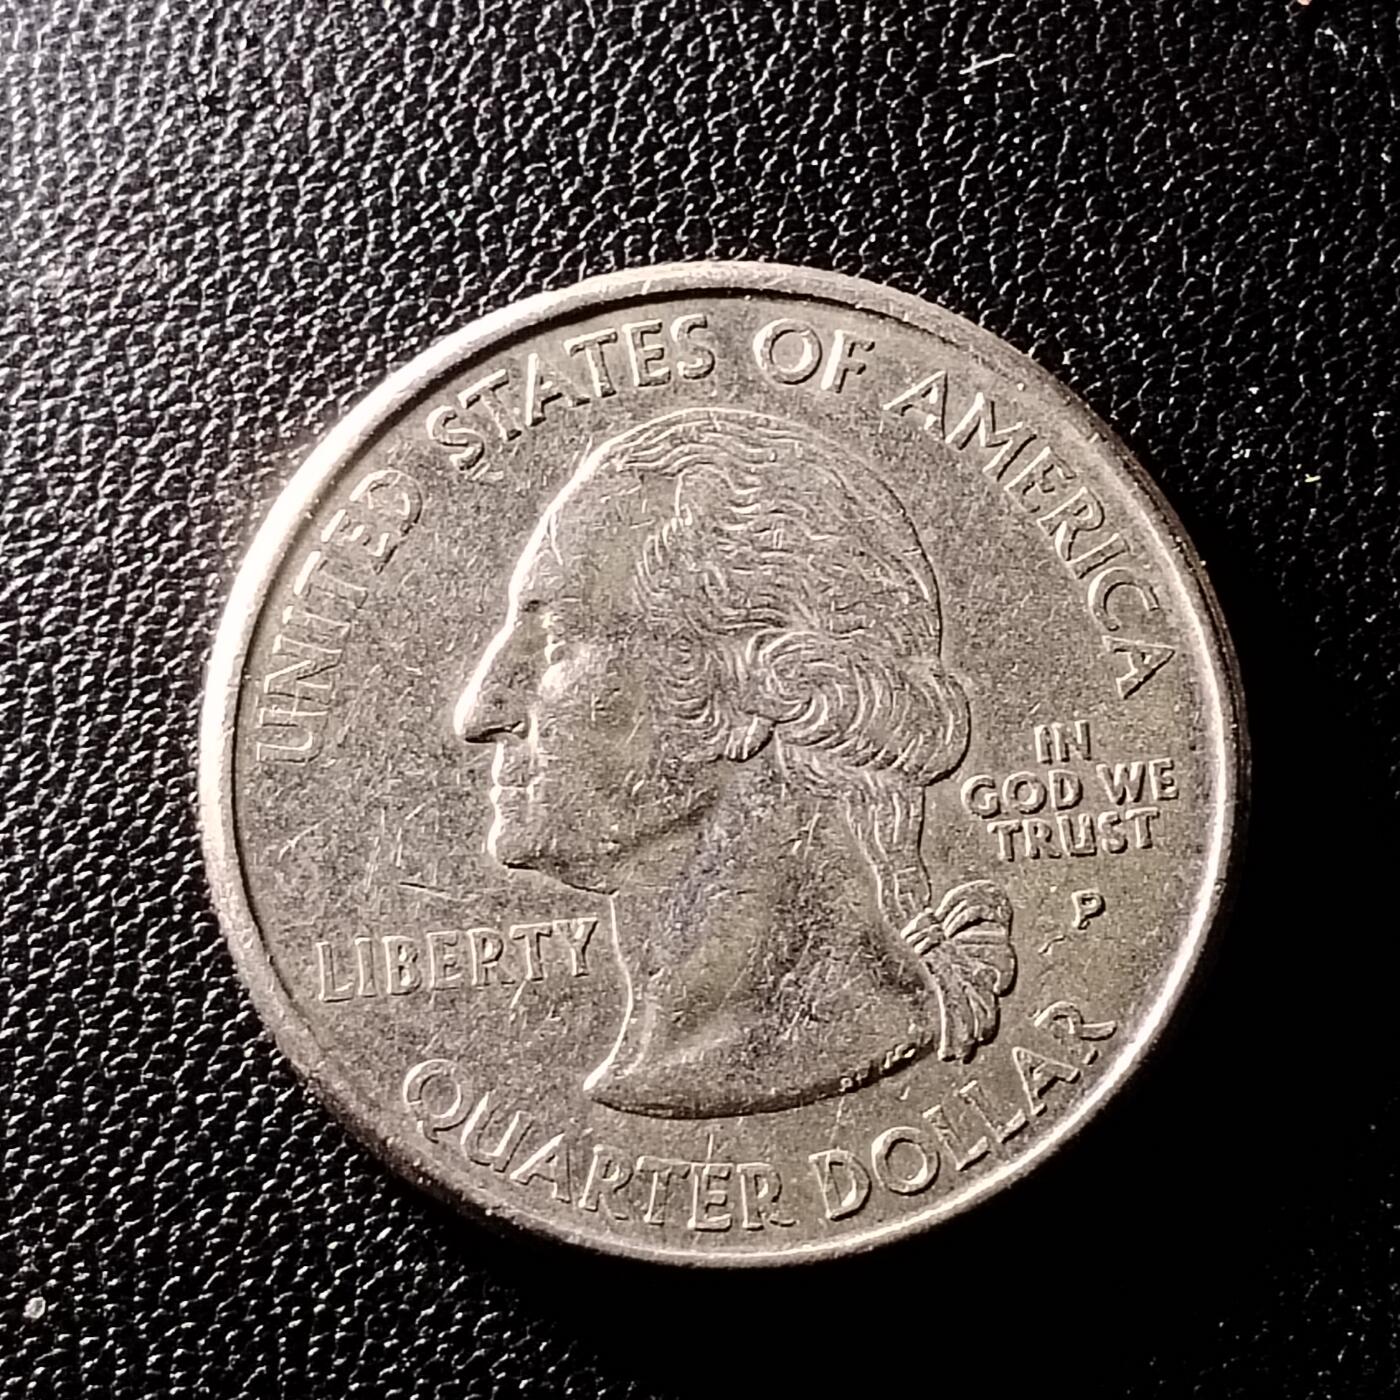 UNITED STATES OF AMERICA
LIBERTY
IN
GOD WE
TRUST
P
QUARTER DOLLAR